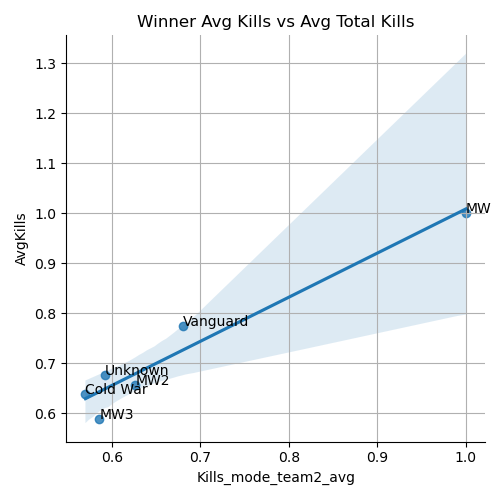 Winner Avg Kills vs Avg Total Kills
1.3
1.2
1.1
1.0
0.9
0.8
0.7
0.6
AvgKills
MW
Vanguard
Unknown
MW2
Cold War
MW3
0.6 0.7 0.8 0.9 1.0
Kills_mode_team2_avg